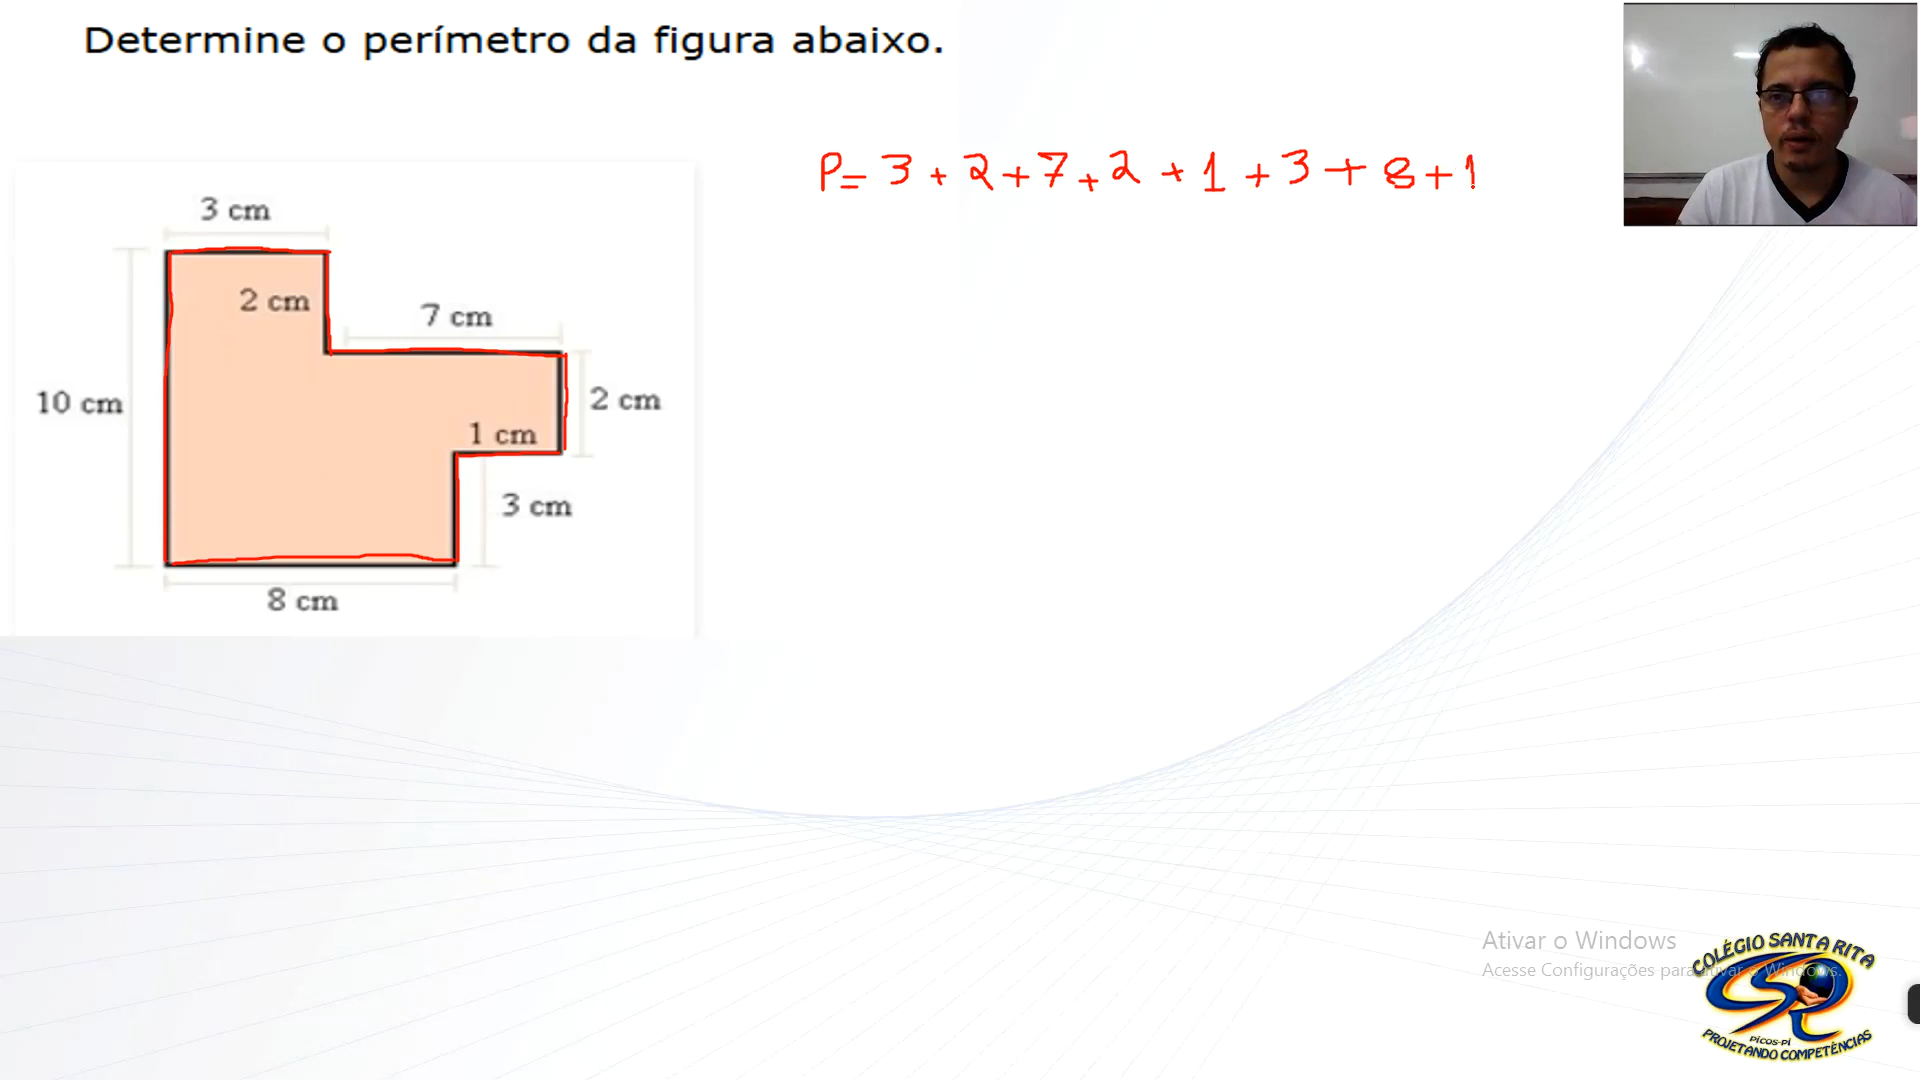 Determine o perímetro da figura abaixo.
P= 3 + 2 + 7 + 2 + 1 + 3 + 8 + 1
3 cm
2 cm
7 cm
10 cm
2 cm
1 cm
3 cm
8 cm
Ativar o Windows
Acesse Configurações para ativar o Windows.
COLÉGIO SANTA RITA
CSR
PICOS-PI
PROJETANDO COMPETÊNCIAS